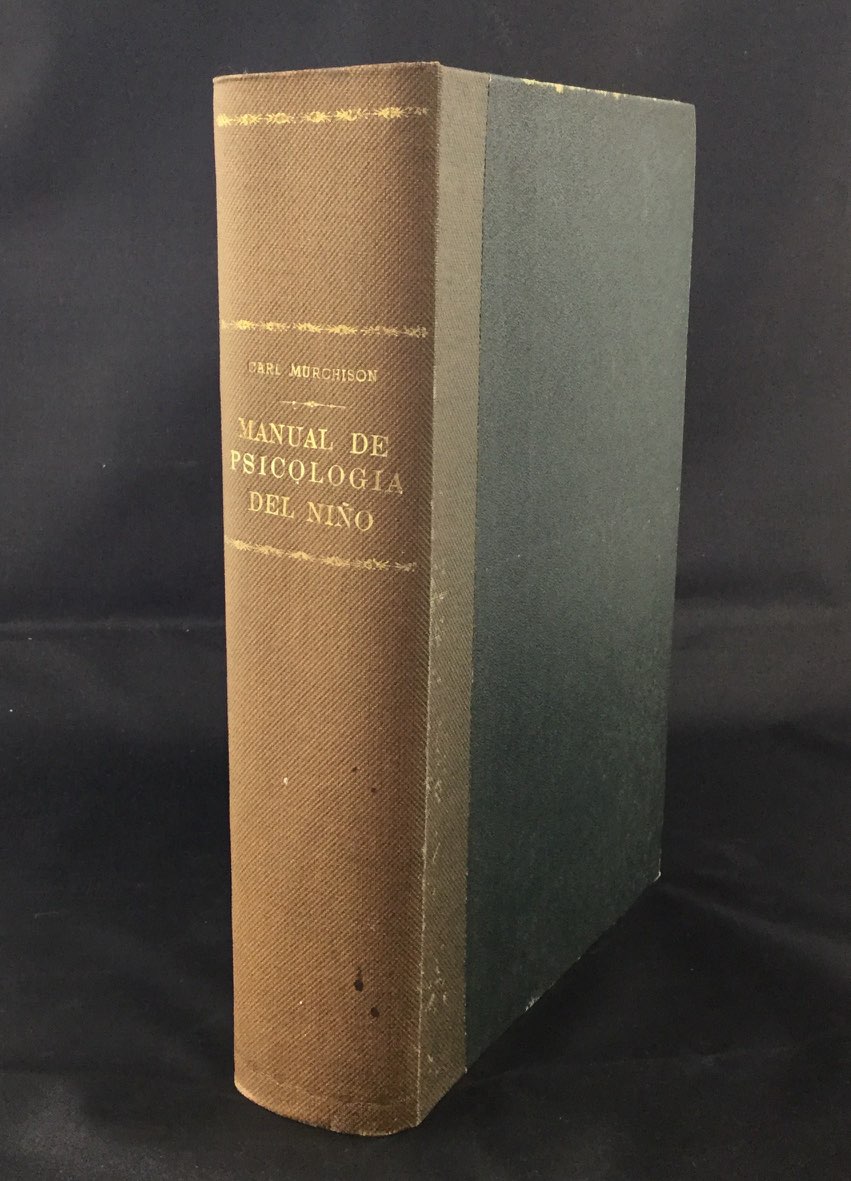 CARL MURCHISON
MANUAL DE
PSICOLOGIA
DEL NIÑO